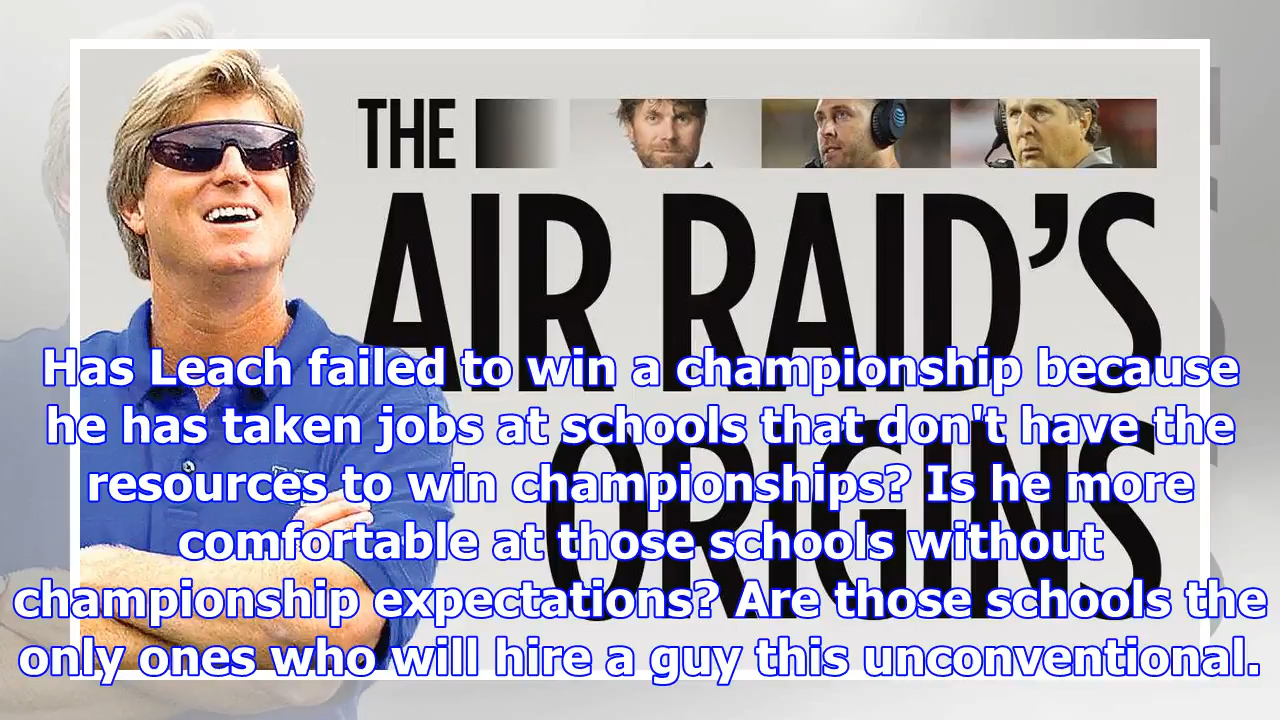 THE
AIR RAID'S
ORIGINS
Has Leach failed to win a championship because
he has taken jobs at schools that don't have the
resources to win championships? Is he more
comfortable at those schools without
championship expectations? Are those schools the
only ones who will hire a guy this unconventional.